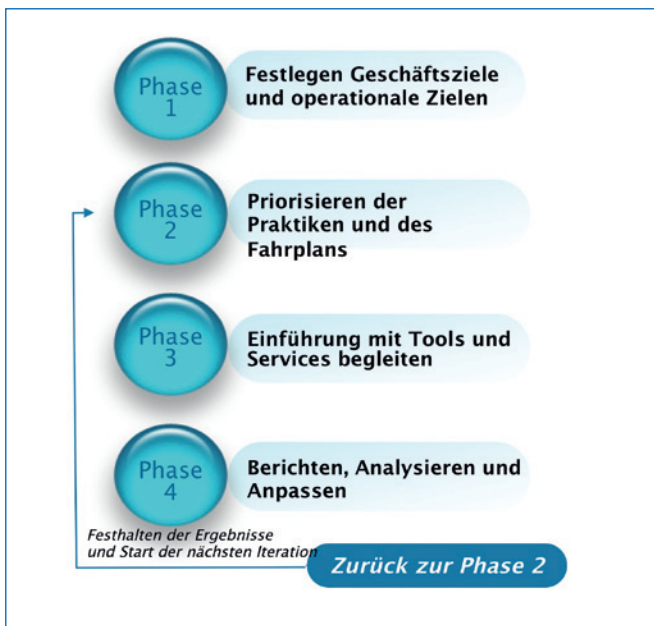 Phase
1
Festlegen Geschäftsziele
und operationale Zielen
Phase
2
Priorisieren der
Praktiken und des
Fahrplans
Phase
3
Einführung mit Tools und
Services begleiten
Phase
4
Berichten, Analysieren und
Anpassen
Festhalten der Ergebnisse
und Start der nächsten Iteration
Zurück zur Phase 2